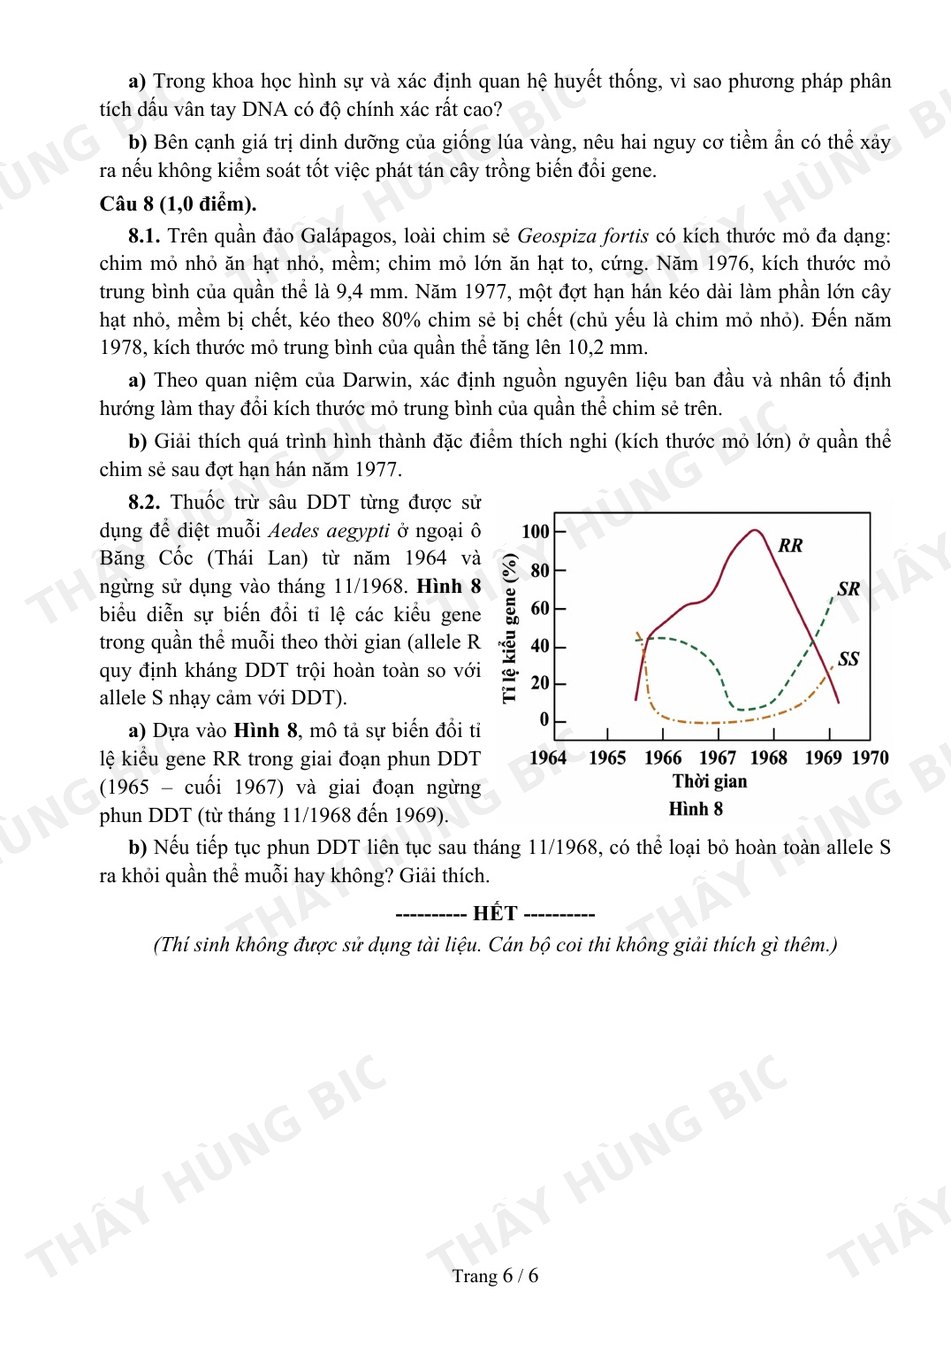 a) Trong khoa học hình sự và xác định quan hệ huyết thống, vì sao phương pháp phân
tích dấu vân tay DNA có độ chính xác rất cao?
b) Bên cạnh giá trị dinh dưỡng của giống lúa vàng, nêu hai nguy cơ tiềm ẩn có thể xảy
ra nếu không kiểm soát tốt việc phát tán cây trồng biến đổi gene.
Câu 8 (1,0 điểm).
8.1. Trên quần đảo Galápagos, loài chim sẻ Geospiza fortis có kích thước mỏ đa dạng:
chim mỏ nhỏ ăn hạt nhỏ, mềm; chim mỏ lớn ăn hạt to, cứng. Năm 1976, kích thước mỏ
trung bình của quần thể là 9,4 mm. Năm 1977, một đợt hạn hán kéo dài làm phần lớn cây
hạt nhỏ, mềm bị chết, kéo theo 80% chim sẻ bị chết (chủ yếu là chim mỏ nhỏ). Đến năm
1978, kích thước mỏ trung bình của quần thể tăng lên 10,2 mm.
a) Theo quan niệm của Darwin, xác định nguồn nguyên liệu ban đầu và nhân tố định
hướng làm thay đổi kích thước mỏ trung bình của quần thể chim sẻ trên.
b) Giải thích quá trình hình thành đặc điểm thích nghi (kích thước mỏ lớn) ở quần thể
chim sẻ sau đợt hạn hán năm 1977.
8.2. Thuốc trừ sâu DDT từng được sử
dụng để diệt muỗi Aedes aegypti ở ngoại ô
Băng Cốc (Thái Lan) từ năm 1964 và
ngừng sử dụng vào tháng 11/1968. Hình 8
biểu diễn sự biến đổi tỉ lệ các kiểu gene
trong quần thể muỗi theo thời gian (allele R
quy định kháng DDT trội hoàn toàn so với
allele S nhạy cảm với DDT).
a) Dựa vào Hình 8, mô tả sự biến đổi tỉ
lệ kiểu gene RR trong giai đoạn phun DDT
(1965 – cuối 1967) và giai đoạn ngừng
phun DDT (từ tháng 11/1968 đến 1969).
Tỉ lệ kiểu gene (%)
100
80
60
40
20
0
RR
SR
SS
1964 1965 1966 1967 1968 1969 1970
Thời gian
Hình 8
b) Nếu tiếp tục phun DDT liên tục sau tháng 11/1968, có thể loại bỏ hoàn toàn allele S
ra khỏi quần thể muỗi hay không? Giải thích.
---------- HẾT ----------
(Thí sinh không được sử dụng tài liệu. Cán bộ coi thi không giải thích gì thêm.)
THẦY HÙNG BIC
Trang 6 / 6